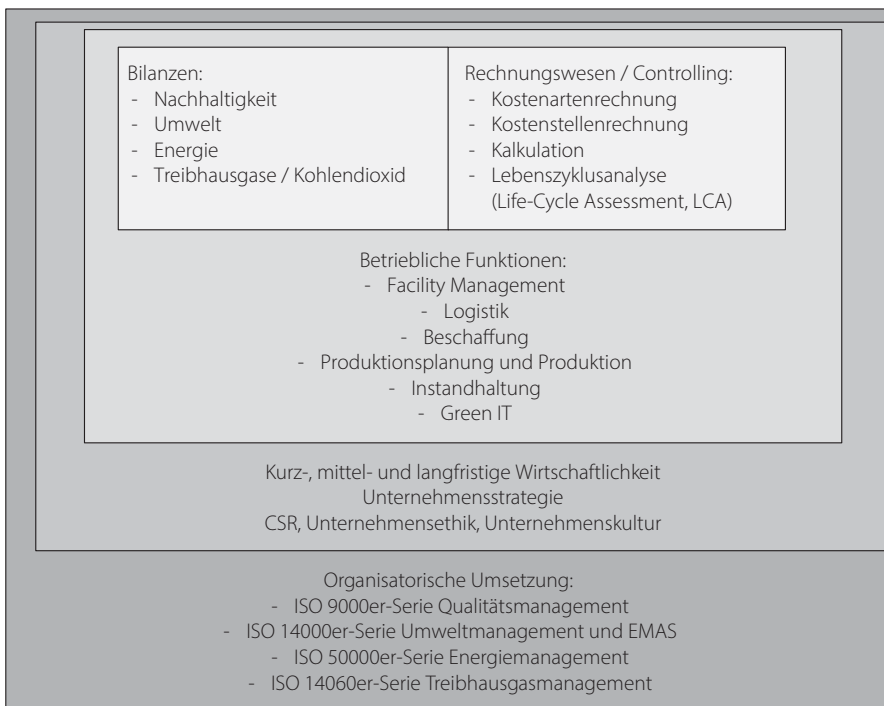 Bilanzen:
- Nachhaltigkeit
- Umwelt
- Energie
- Treibhausgase / Kohlendioxid
Rechnungswesen / Controlling:
- Kostenartenrechnung
- Kostenstellenrechnung
- Kalkulation
- Lebenszyklusanalyse
(Life-Cycle Assessment, LCA)
Betriebliche Funktionen:
- Facility Management
- Logistik
- Beschaffung
- Produktionsplanung und Produktion
- Instandhaltung
- Green IT
Kurz-, mittel- und langfristige Wirtschaftlichkeit
Unternehmensstrategie
CSR, Unternehmensethik, Unternehmenskultur
Organisatorische Umsetzung:
- ISO 9000er-Serie Qualitätsmanagement
- ISO 14000er-Serie Umweltmanagement und EMAS
- ISO 50000er-Serie Energiemanagement
- ISO 14060er-Serie Treibhausgasmanagement